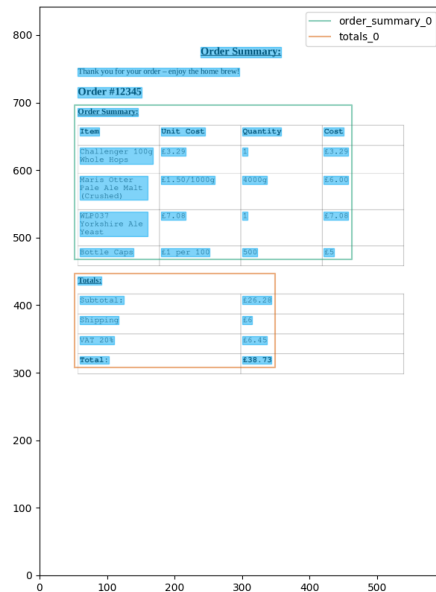 order_summary_0
totals_0
Order Summary:
Thank you for your order – enjoy the home brew!
Order #12345
Order Summary:
Item Unit Cost Quantity Cost
Challenger 100g £3.29 1 £3.29
Whole Hops
Maris Otter £1.50/1000g 4000g £6.00
Pale Ale Malt
(Crushed)
WLP037 £7.08 1 £7.08
Yorkshire Ale
Yeast
Bottle Caps £1 per 100 500 £5
Totals:
Subtotal: £26.28
Shipping £6
VAT 20% £6.45
Total: £38.73
800
700
600
500
400
300
200
100
0
0 100 200 300 400 500